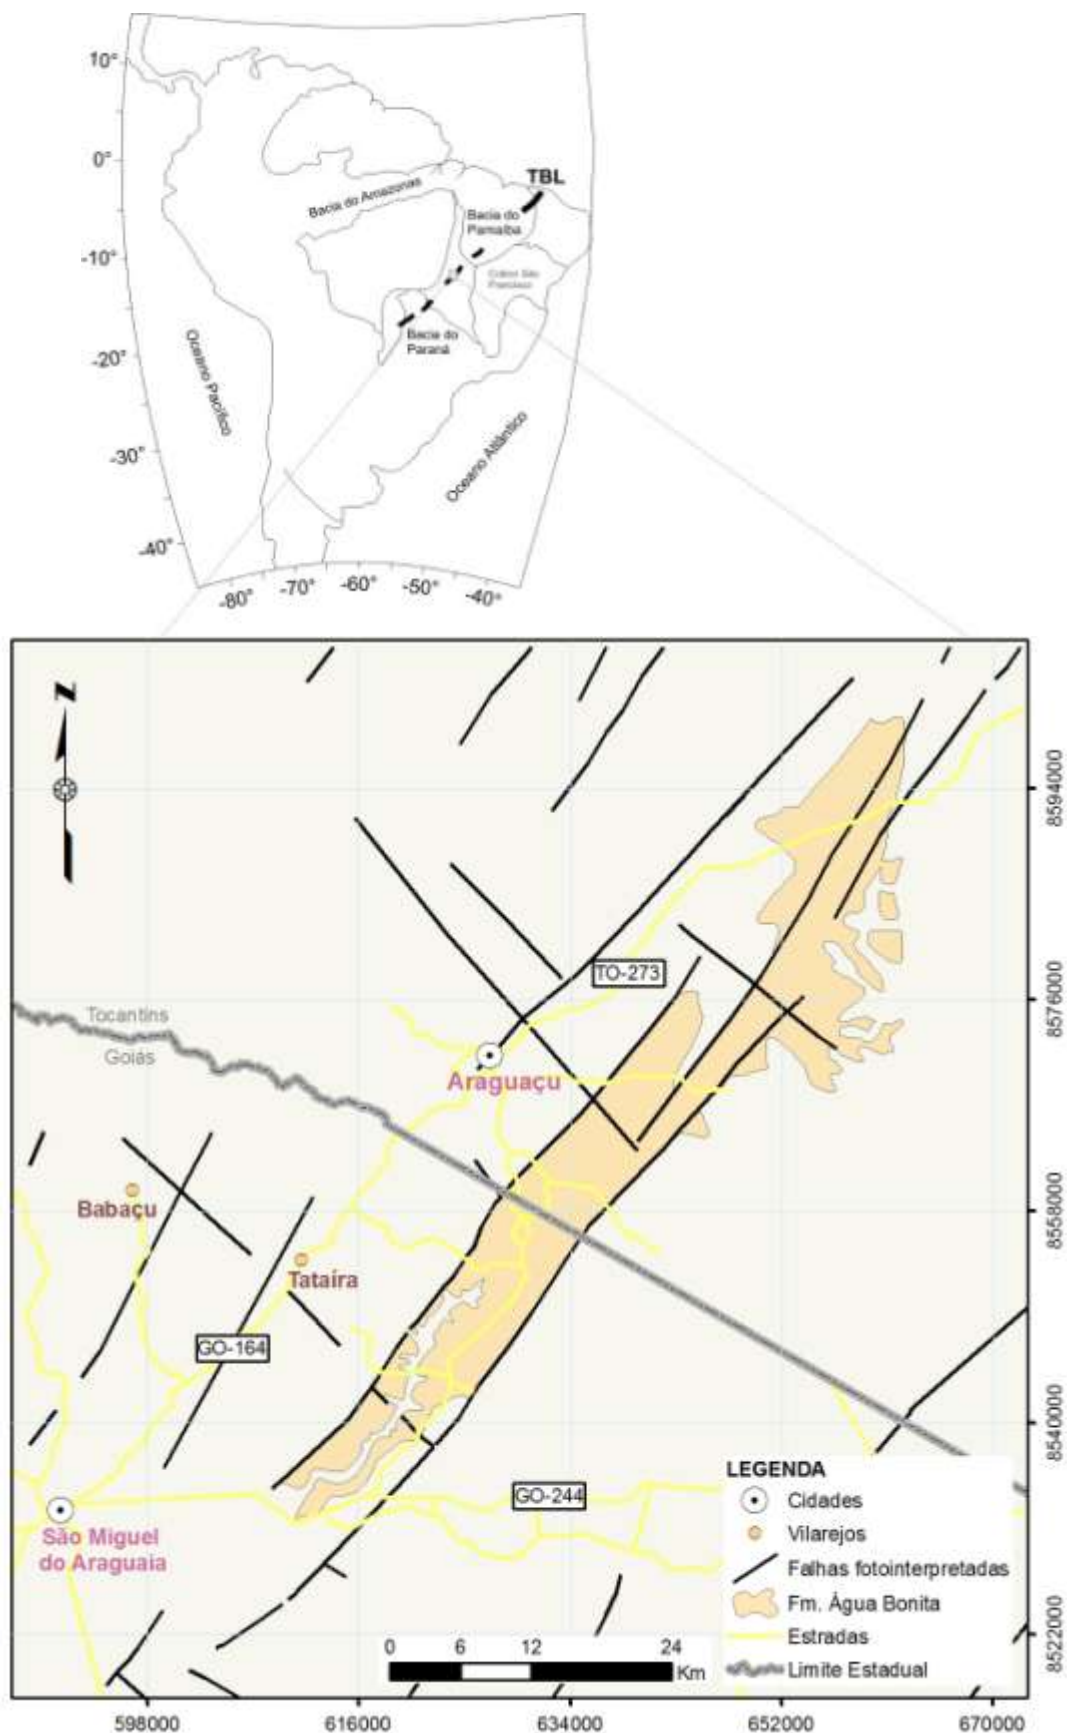 10°
0°
-10°
-20°
-30°
-40°
-80°
-70°
-60°
-50°
-40°
TBL
Bacia do Amazonas
Bacia do
Parnaíba
Cráton São
Francisco
Bacia do
Paraná
Oceano Pacífico
Oceano Atlântico
N
8594000
8576000
8558000
8540000
8522000
TO-273
Tocantins
Goiás
Araguaçu
Babaçu
Tataíra
GO-164
GO-244
São Miguel
do Araguaia
LEGENDA
Cidades
Vilarejos
Falhas fotointerpretadas
Fm. Água Bonita
Estradas
Limite Estadual
0 6 12 24
Km
598000 616000 634000 652000 670000